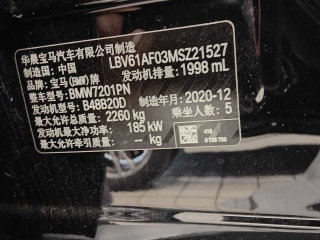 华晨宝马汽车有限公司制造
制造国: 中国 LBV61AF03MSZ21527
品牌: 宝马(BMW)牌
整车型号: BMW7201PN 发动机排量: 1998 mL
发动机型号: B48B20D 制造年月: 2020-12
最大允许总质量: 2260 kg 乘坐人数: 5
发动机最大净功率: 185 kW
最大允许牵引质量: -- kg